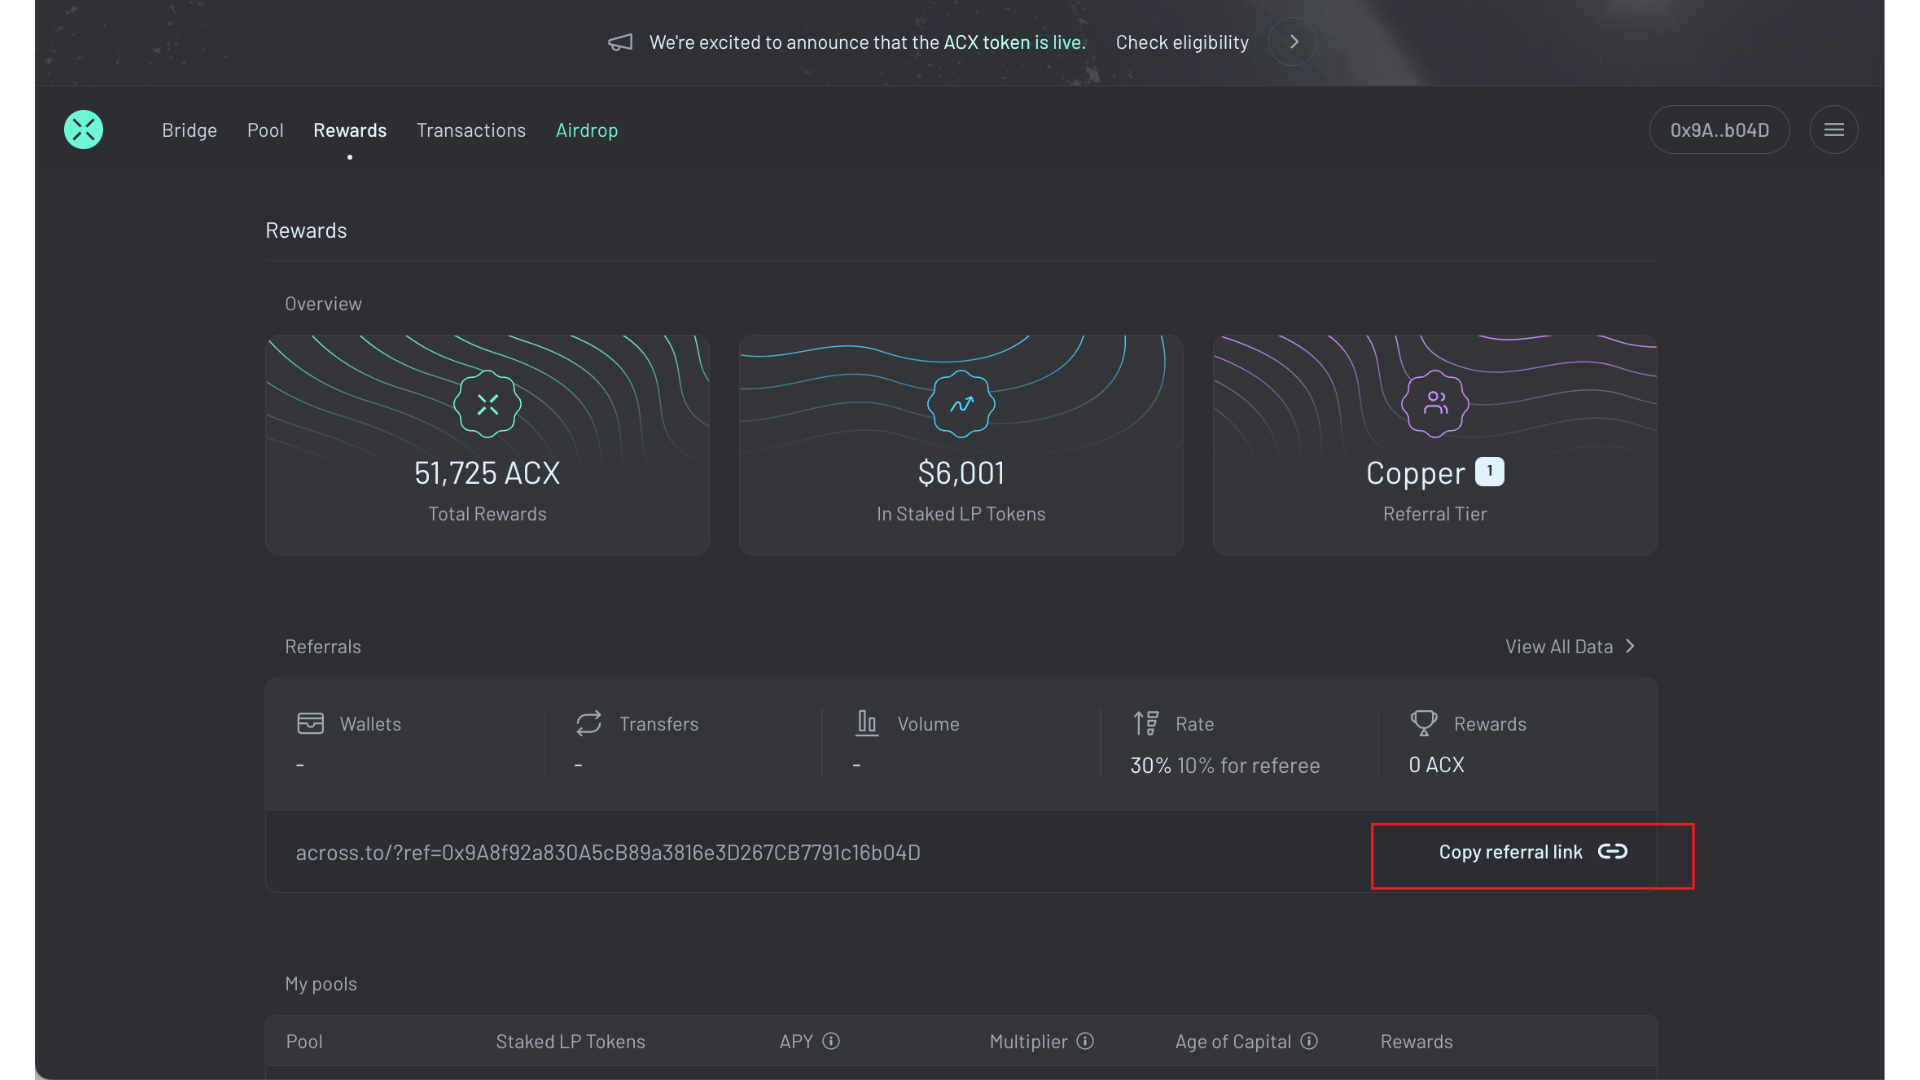 We're excited to announce that the ACX token is live. Check eligibility
Bridge Pool Rewards Transactions Airdrop 0x9A..b04D
Rewards
Overview
51,725 ACX
Total Rewards
$6,001
In Staked LP Tokens
Copper 1
Referral Tier
Referrals View All Data
Wallets Transfers Volume Rate Rewards
- - - 30% 10% for referee 0 ACX
across.to/?ref=0x9A8f92a830A5cB89a3816e3D267CB7791c16b04D Copy referral link
My pools
Pool Staked LP Tokens APY Multiplier Age of Capital Rewards